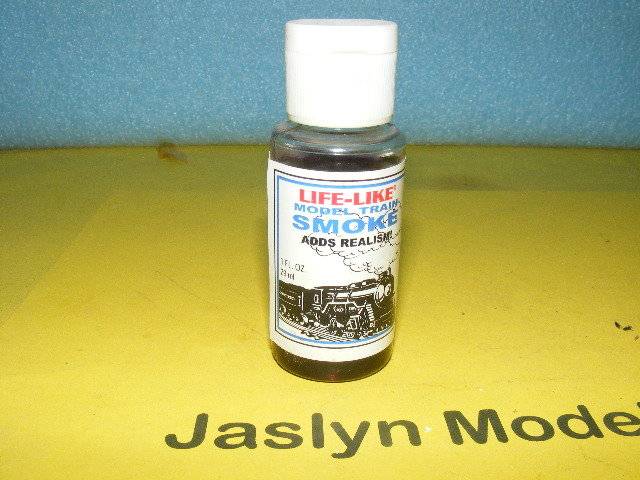 LIFE-LIKE®
MODEL TRAIN
SMOKE
ADDS REALISM!
1 FL. OZ
29 ml
Jaslyn Model